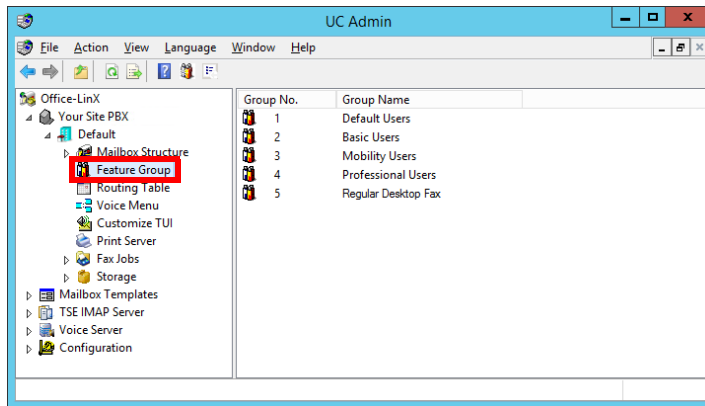 UC Admin
File Action View Language Window Help
Office-LinX
Your Site PBX
Default
Mailbox Structure
Feature Group
Routing Table
Voice Menu
Customize TUI
Print Server
Fax Jobs
Storage
Mailbox Templates
TSE IMAP Server
Voice Server
Configuration
Group No. Group Name
1 Default Users
2 Basic Users
3 Mobility Users
4 Professional Users
5 Regular Desktop Fax